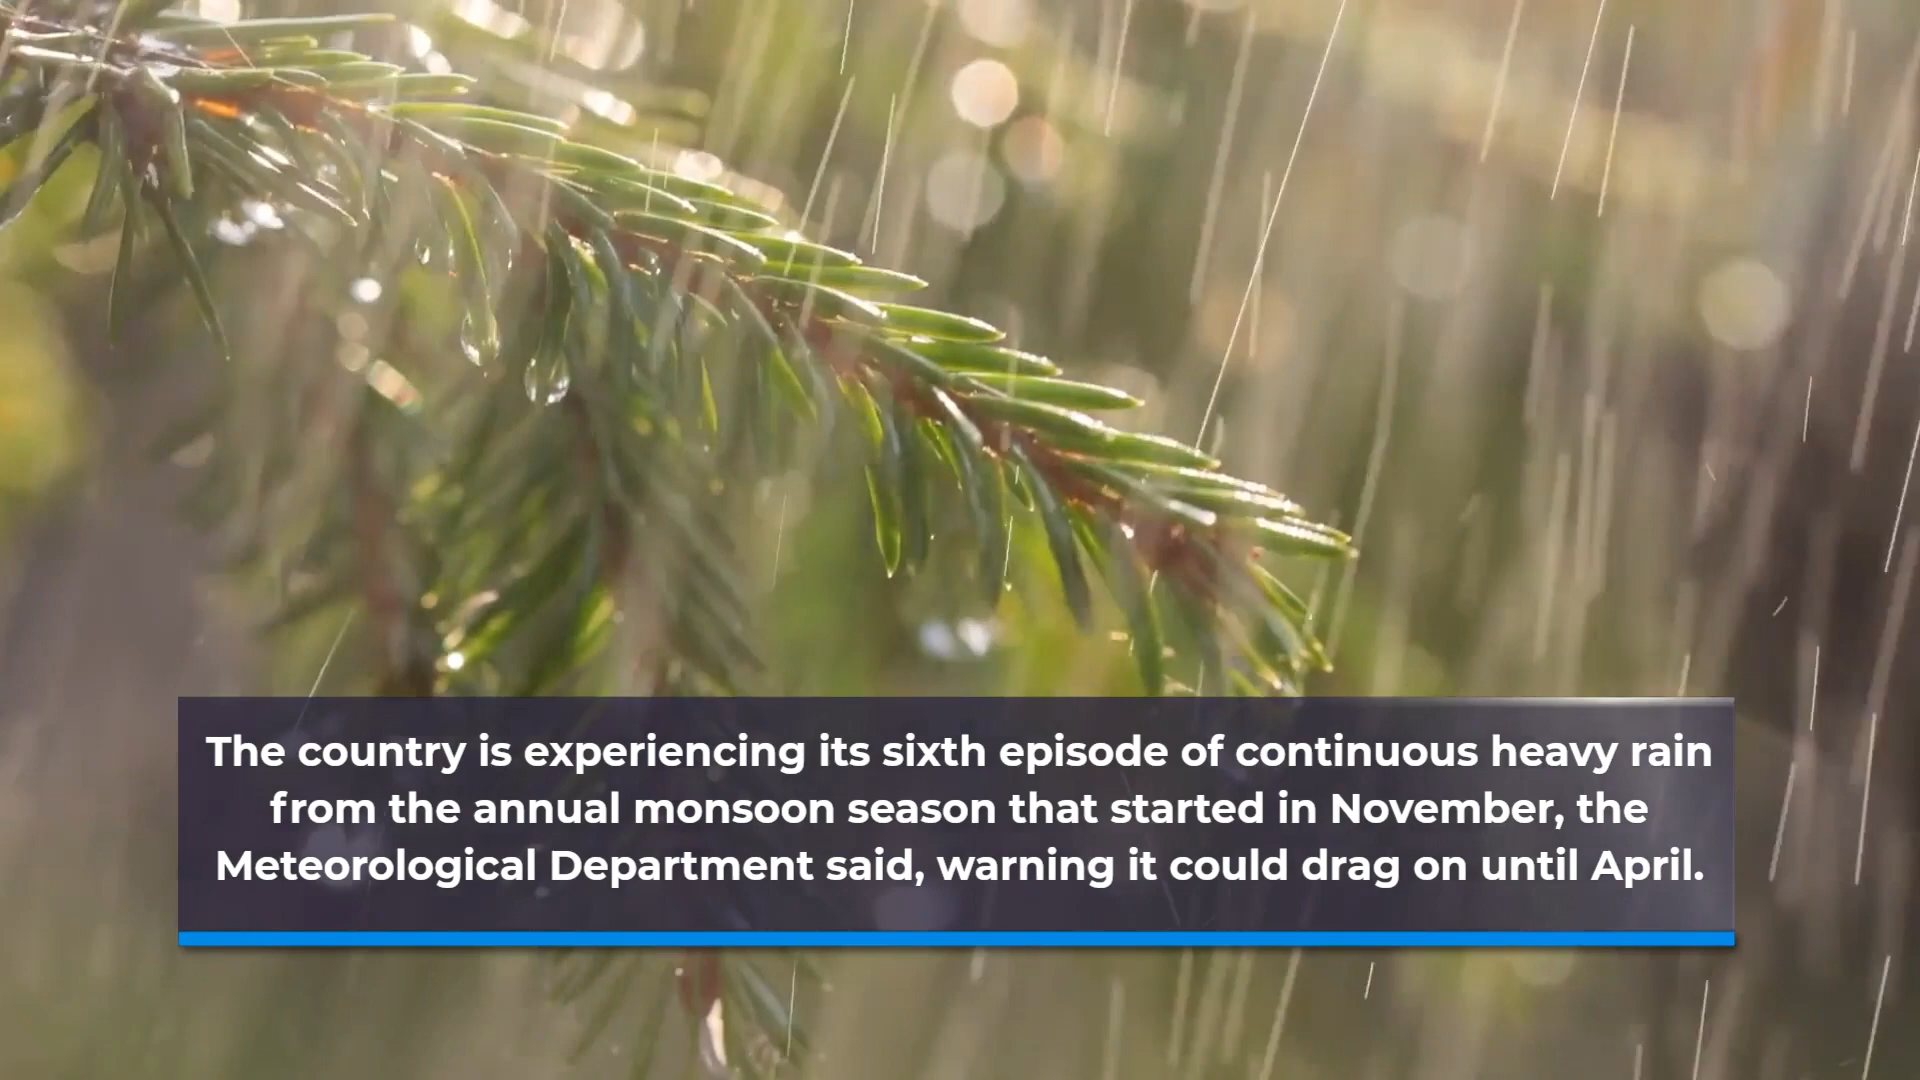 The country is experiencing its sixth episode of continuous heavy rain
from the annual monsoon season that started in November, the
Meteorological Department said, warning it could drag on until April.